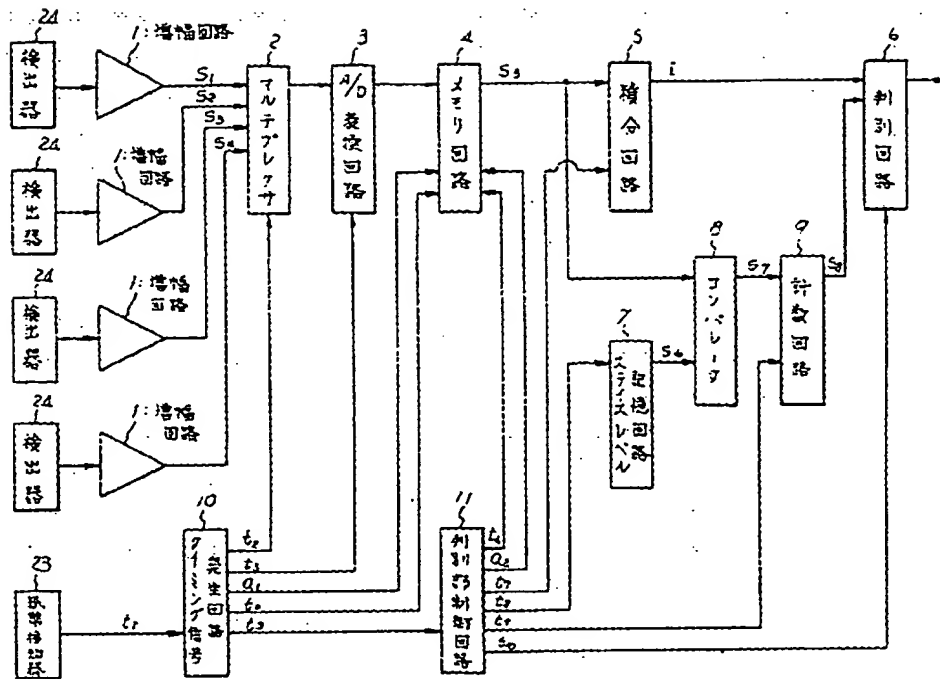 24
検出器
1:増幅回路
S1
24
検出器
1:増幅
回路
S2
24
検出器
1:増幅
回路
S3
24
検出器
1:増幅
回路
S4
2
マルチプレクサ
3
A/D
変換回路
4
メモリ回路
S5
5
積分回路
i
6
判別回路
7
スライスレベル
記憶回路
S6
8
コンパレータ
S7
9
計数回路
S8
23
t1
10
タイミング信号
発生回路
t2
t3
a1
11
判別部制御回路
a2
t7
t8
t9